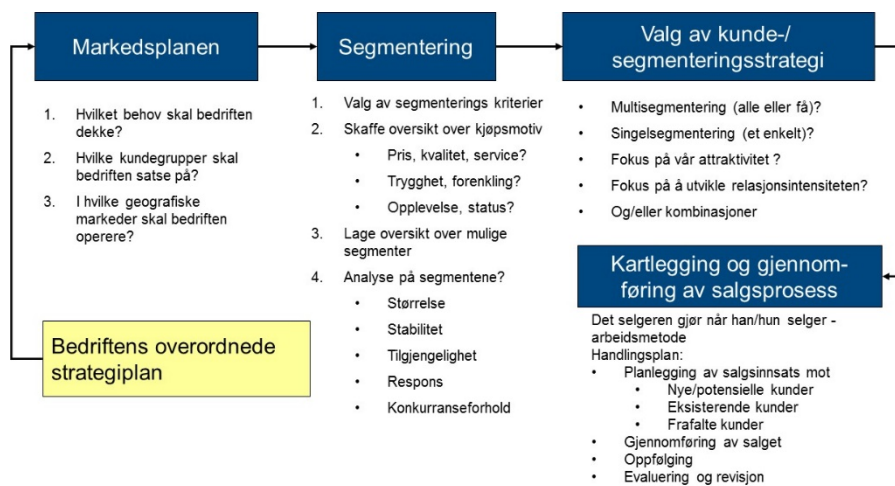 Markedsplanen
1. Hvilket behov skal bedriften
dekke?
2. Hvilke kundegrupper skal
bedriften satse på?
3. I hvilke geografiske
markeder skal bedriften
operere?
Bedriftens overordnede
strategiplan
Segmentering
1. Valg av segmenterings kriterier
2. Skaffe oversikt over kjøpsmotiv
• Pris, kvalitet, service?
• Trygghet, forenkling?
• Opplevelse, status?
3. Lage oversikt over mulige
segmenter
4. Analyse på segmentene?
• Størrelse
• Stabilitet
• Tilgjengelighet
• Respons
• Konkurranseforhold
Valg av kunde-/
segmenteringsstrategi
• Multisegmentering (alle eller få)?
• Singelsegmentering (et enkelt)?
• Fokus på vår attraktivitet ?
• Fokus på å utvikle relasjonsintensiteten?
• Og/eller kombinasjoner
Kartlegging og gjennom-
føring av salgsprosess
Det selgeren gjør når han/hun selger -
arbeidsmetode
Handlingsplan:
• Planlegging av salgsinnsats mot
• Nye/potensielle kunder
• Eksisterende kunder
• Frafalte kunder
• Gjennomføring av salget
• Oppfølging
• Evaluering og revisjon